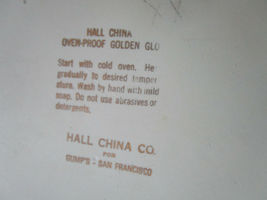 HALL CHINA
OVEN-PROOF GOLDEN GLO
Start with cold oven. He
gradually to desired temper
ature. Wash by hand with mild
soap. Do not use abrasives or
detergents.
HALL CHINA CO.
FOR
GUMP'S : SAN FRANCISCO